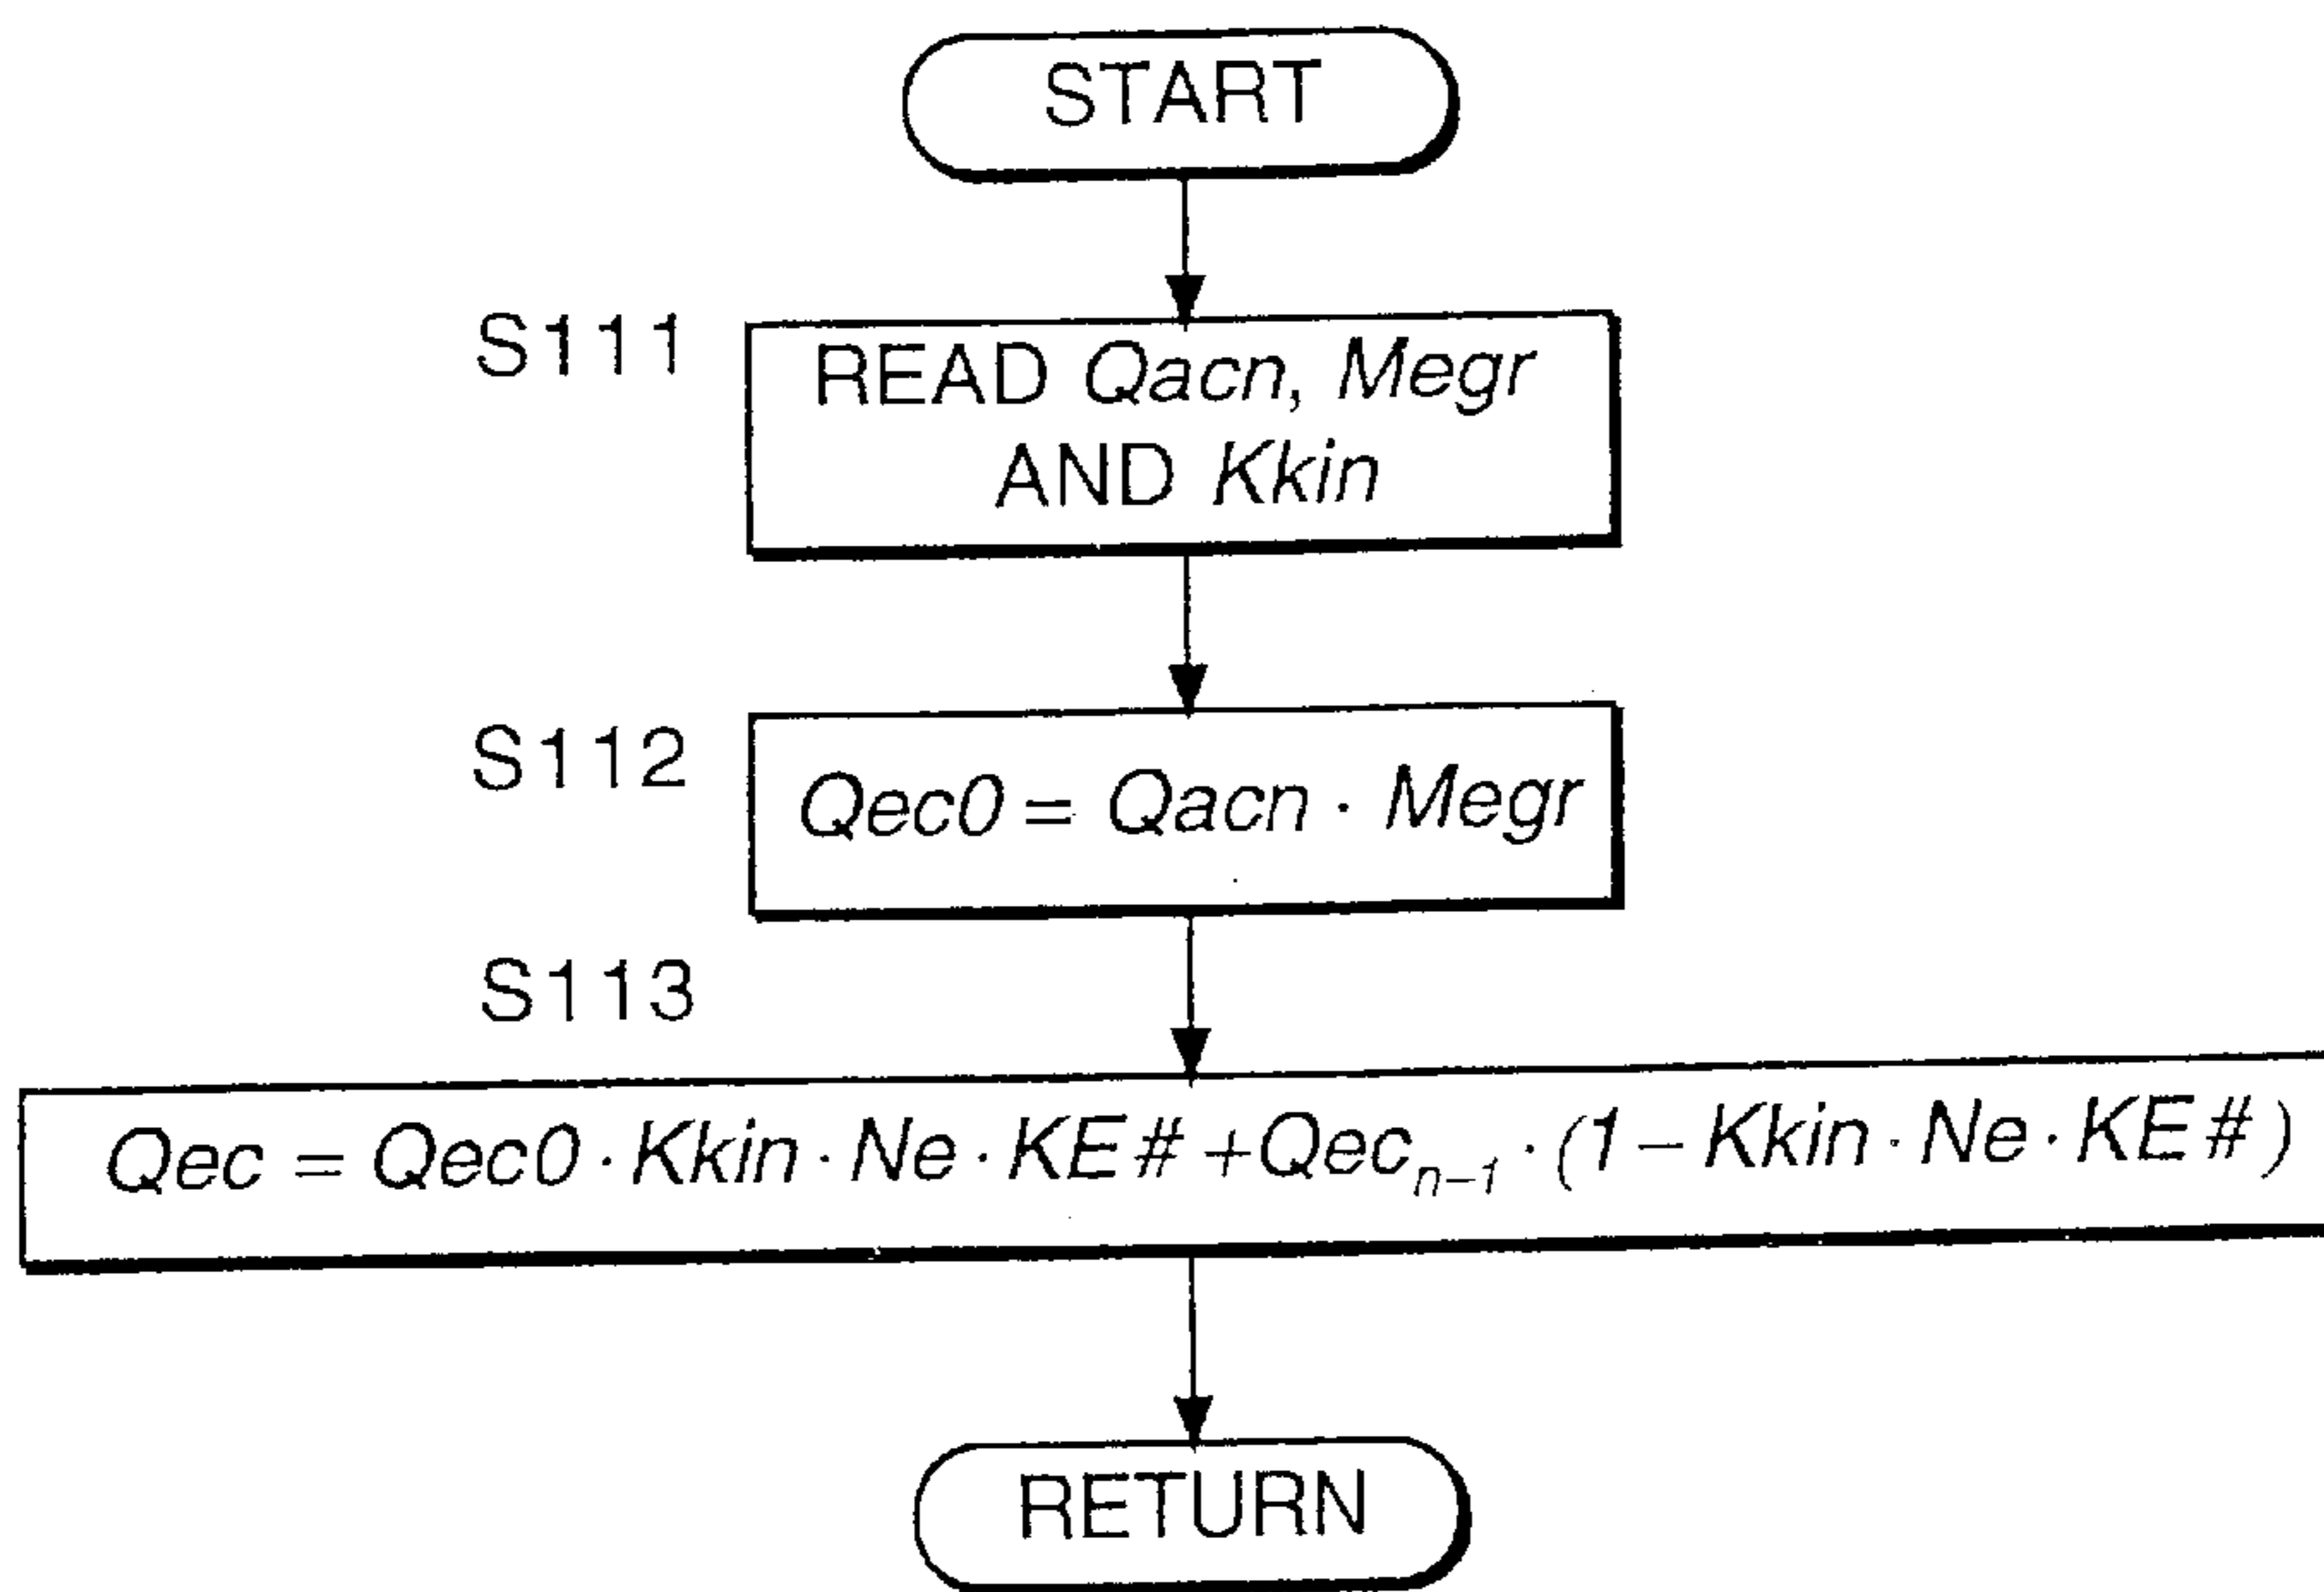 START
S111
READ Qacn, Megr
AND Kkin
S112
Qec0 = Qacn · Megr
S113
Qec = Qec0 · Kkin · Ne · KE# +Qecₙ₋₁ · (1 − Kkin · Ne · KE#)
RETURN